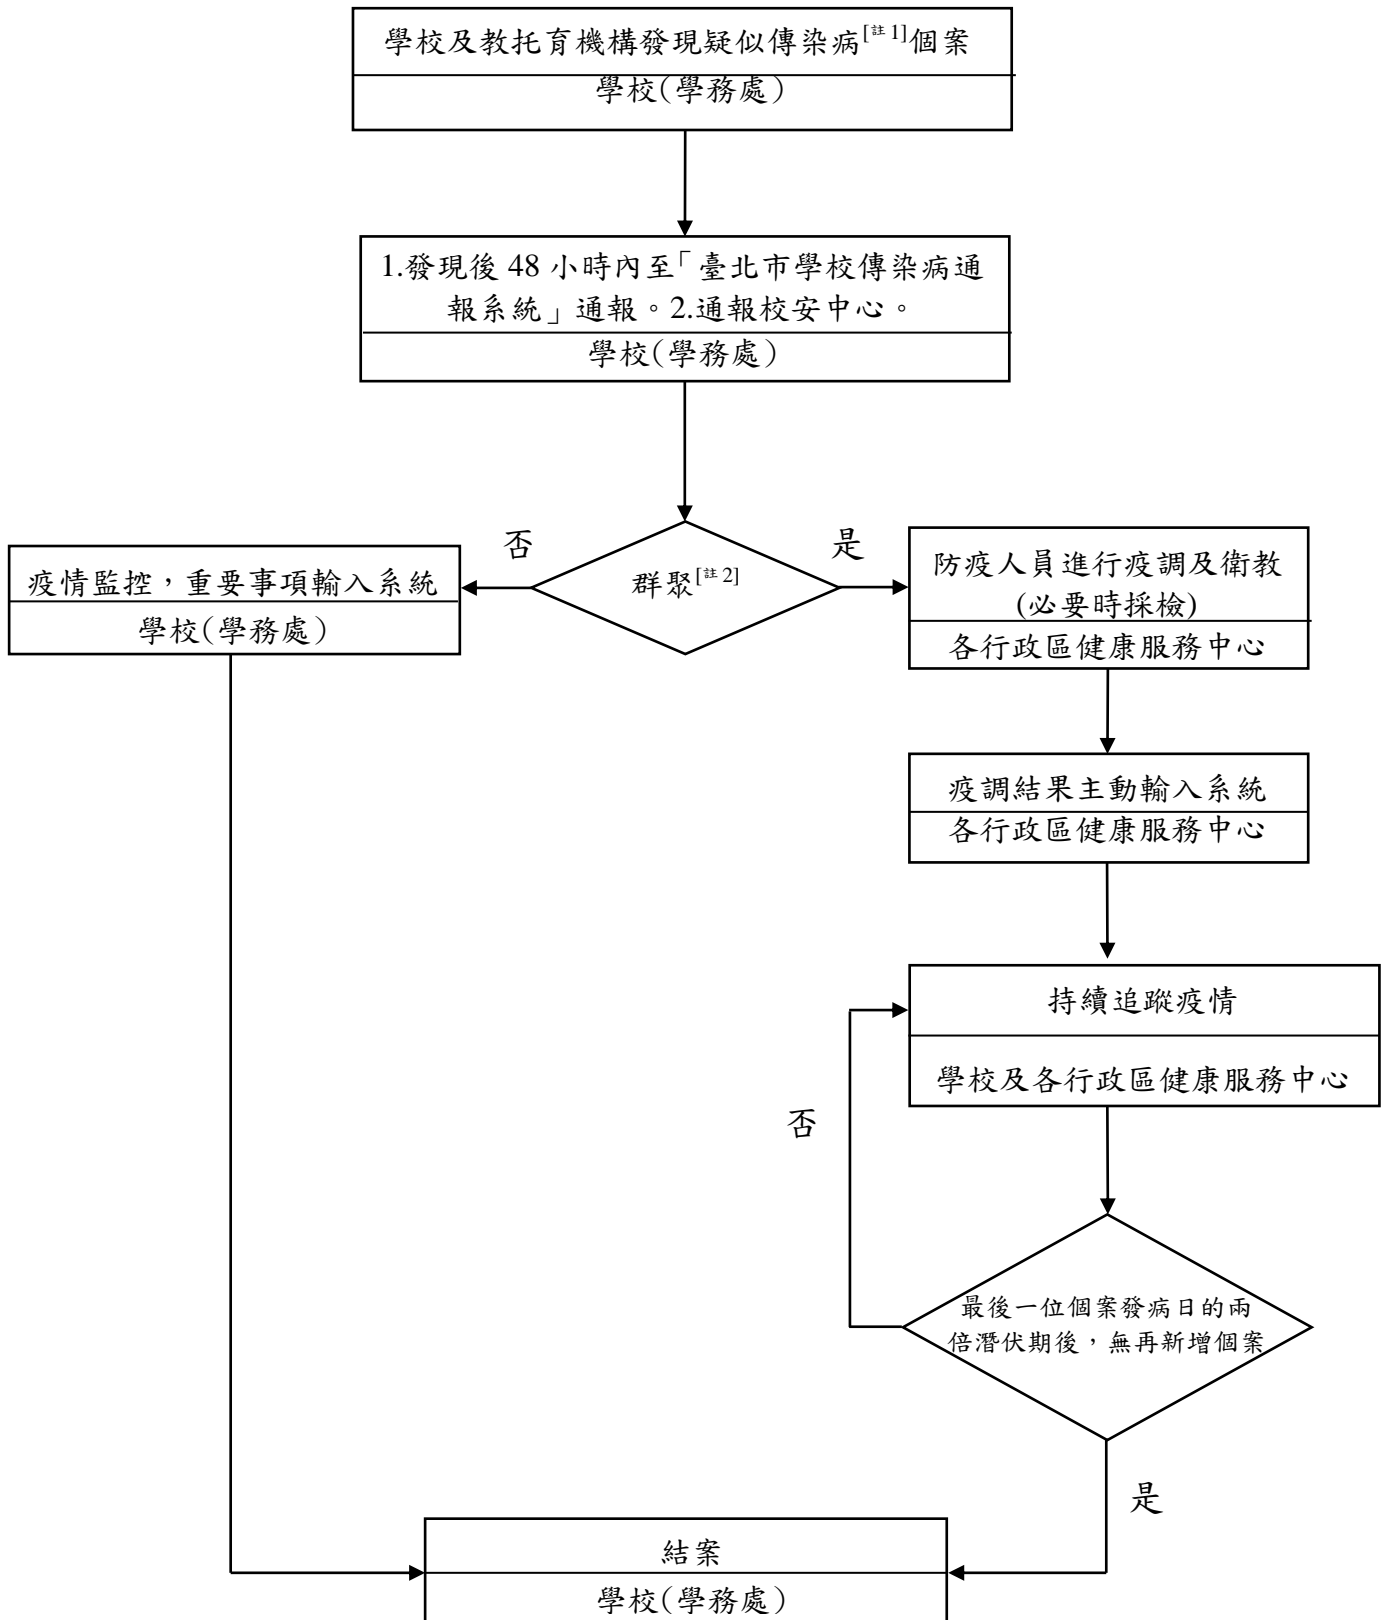 學校及教托育機構發現疑似傳染病[註1]個案
學校(學務處)
1.發現後 48 小時內至「臺北市學校傳染病通
報系統」通報。2.通報校安中心。
學校(學務處)
否
群聚[註2]
是
疫情監控，重要事項輸入系統
學校(學務處)
防疫人員進行疫調及衛教
(必要時採檢)
各行政區健康服務中心
疫調結果主動輸入系統
各行政區健康服務中心
持續追蹤疫情
學校及各行政區健康服務中心
否
最後一位個案發病日的兩
倍潛伏期後，無再新增個案
是
結案
學校(學務處)